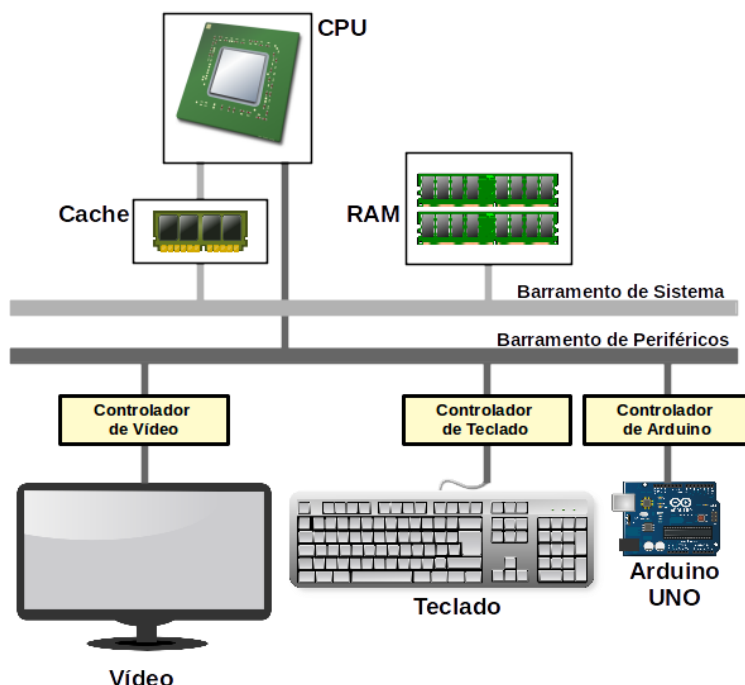 CPU
Cache
RAM
Barramento de Sistema
Barramento de Periféricos
Controlador
de Vídeo
Controlador
de Teclado
Controlador
de Arduino
Teclado
Arduino
UNO
Vídeo